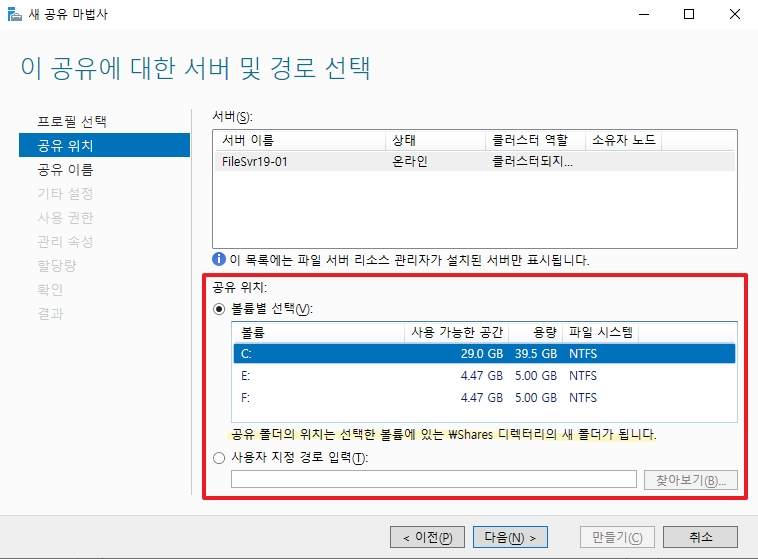 새 공유 마법사
이 공유에 대한 서버 및 경로 선택
프로필 선택
공유 위치
공유 이름
기타 설정
사용 권한
관리 속성
할당량
확인
결과
서버(S):
서버 이름 상태 클러스터 역할 소유자 노드
FileSvr19-01 온라인 클러스터되지...
이 목록에는 파일 서버 리소스 관리자가 설치된 서버만 표시됩니다.
공유 위치:
볼륨별 선택(V):
볼륨 사용 가능한 공간 용량 파일 시스템
C: 29.0 GB 39.5 GB NTFS
E: 4.47 GB 5.00 GB NTFS
F: 4.47 GB 5.00 GB NTFS
공유 폴더의 위치는 선택한 볼륨에 있는 ₩Shares 디렉터리의 새 폴더가 됩니다.
사용자 지정 경로 입력(T):
찾아보기(B)...
< 이전(P) 다음(N) > 만들기(C) 취소